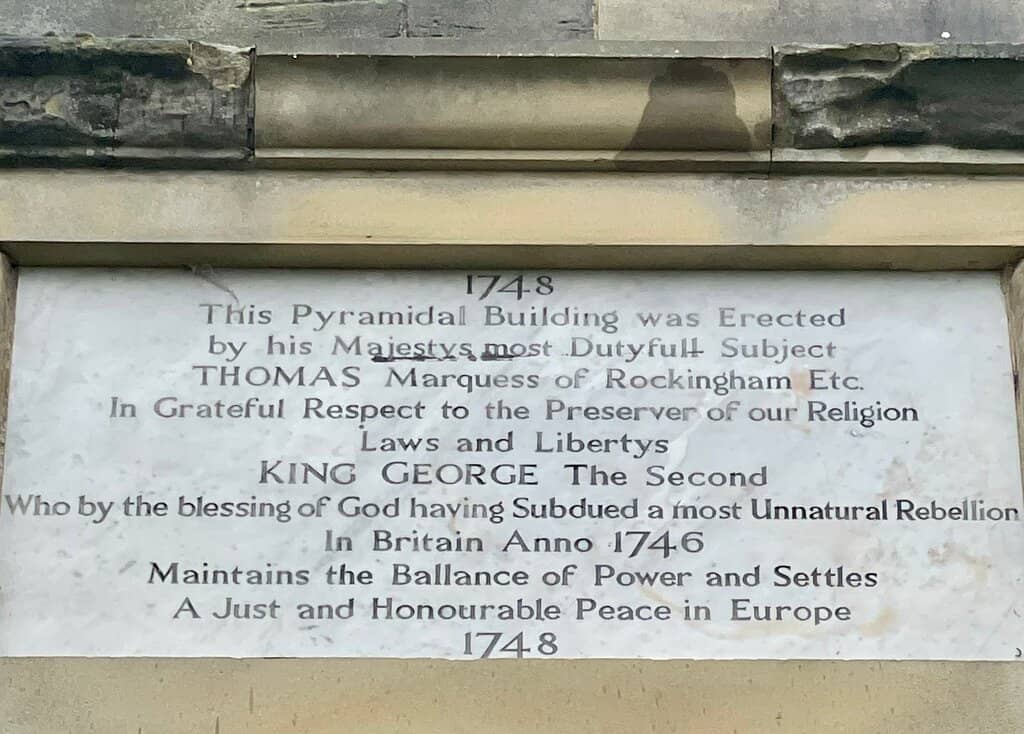 1748
This Pyramidal Building was Erected
by his Majestys most Dutyfull Subject
THOMAS Marquess of Rockingham Etc.
In Grateful Respect to the Preserver of our Religion
Laws and Libertys
KING GEORGE The Second
Who by the blessing of God having Subdued a most Unnatural Rebellion
In Britain Anno 1746
Maintains the Ballance of Power and Settles
A Just and Honourable Peace in Europe
1748